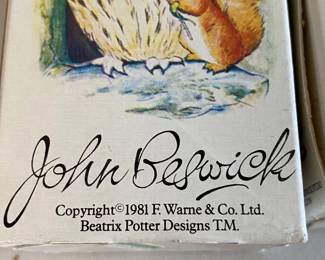 John Beswick
Copyright©1981 F. Warne & Co. Ltd.
Beatrix Potter Designs T.M.